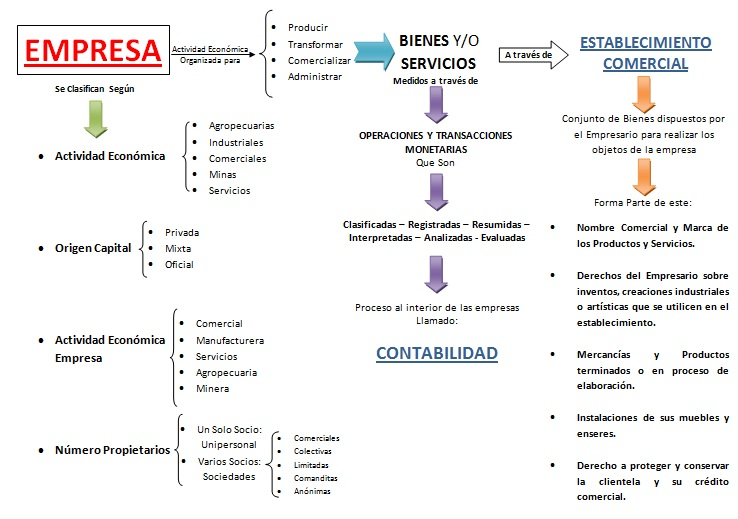 EMPRESA
Actividad Económica
Organizada para
• Producir
• Transformar
• Comercializar
• Administrar
BIENES Y/O
SERVICIOS
Medidos a través de
A través de
ESTABLECIMIENTO
COMERCIAL
Se Clasifican Según
• Actividad Económica
• Agropecuarias
• Industriales
• Comerciales
• Minas
• Servicios
• Origen Capital
• Privada
• Mixta
• Oficial
• Actividad Económica
Empresa
• Comercial
• Manufacturera
• Servicios
• Agropecuaria
• Minera
• Número Propietarios
• Un Solo Socio:
Unipersonal
• Varios Socios:
Sociedades
• Comerciales
• Colectivas
• Limitadas
• Comanditas
• Anónimas
OPERACIONES Y TRANSACCIONES
MONETARIAS
Que Son
Clasificadas – Registradas – Resumidas –
Interpretadas – Analizadas - Evaluadas
Proceso al interior de las empresas
Llamado:
CONTABILIDAD
Conjunto de Bienes dispuestos por
el Empresario para realizar los
objetos de la empresa
Forma Parte de este:
• Nombre Comercial y Marca de
los Productos y Servicios.
• Derechos del Empresario sobre
inventos, creaciones industriales
o artísticas que se utilicen en el
establecimiento.
• Mercancías y Productos
terminados o en proceso de
elaboración.
• Instalaciones de sus muebles y
enseres.
• Derecho a proteger y conservar
la clientela y su crédito
comercial.